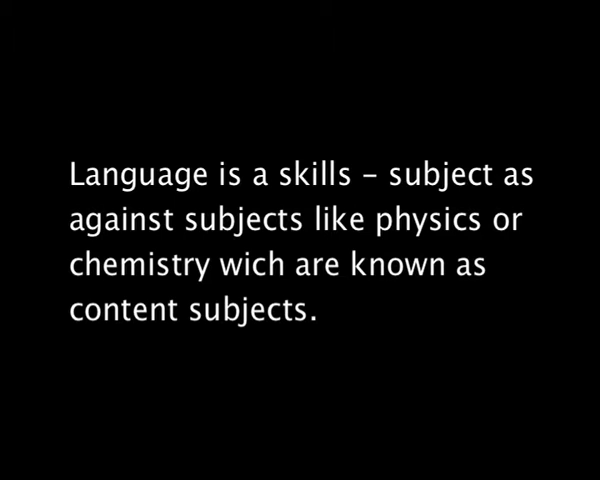 Language is a skills – subject as
against subjects like physics or
chemistry wich are known as
content subjects.